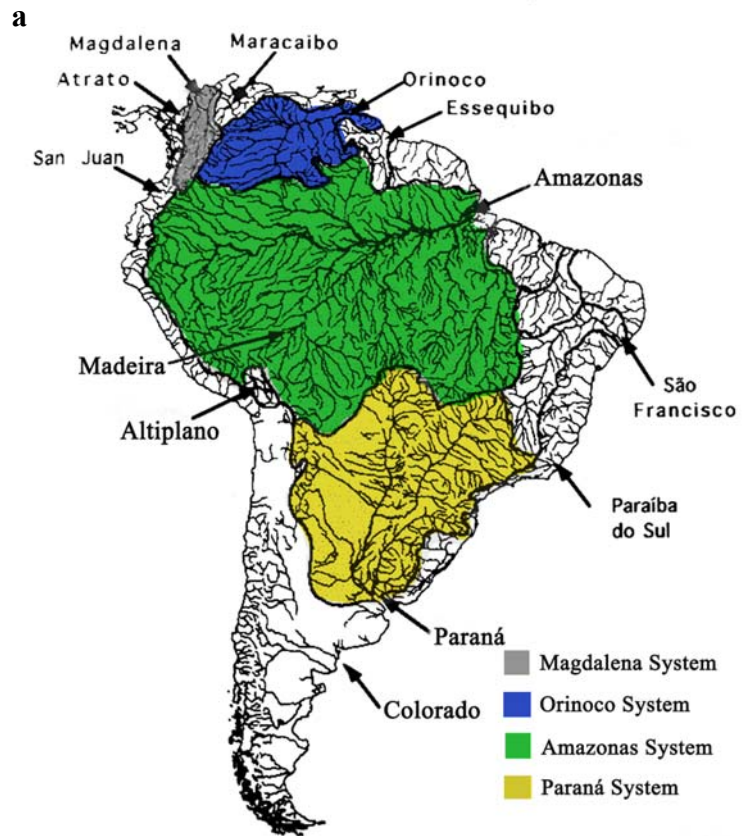 a
Magdalena
Maracaibo
Atrato
Orinoco
Essequibo
San Juan
Amazonas
Madeira
Altiplano
São
Francisco
Paraíba
do Sul
Paraná
Colorado
Magdalena System
Orinoco System
Amazonas System
Paraná System